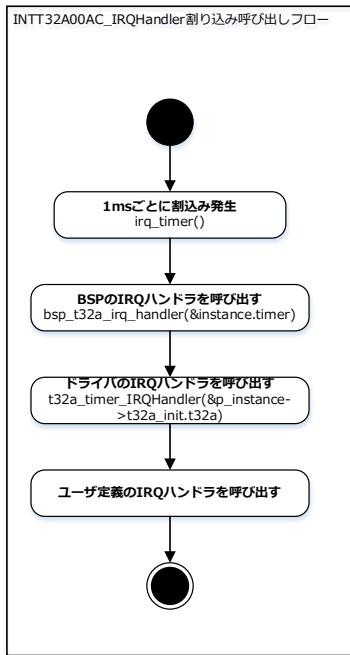 INTT32A00AC_IRQHandler割り込み呼び出しフロー
1msごとに割込み発生
irq_timer()
BSPのIRQハンドラを呼び出す
bsp_t32a_irq_handler(&instance.timer)
ドライバのIRQハンドラを呼び出す
t32a_timer_IRQHandler(&p_instance-
>t32a_init.t32a)
ユーザ定義のIRQハンドラを呼び出す